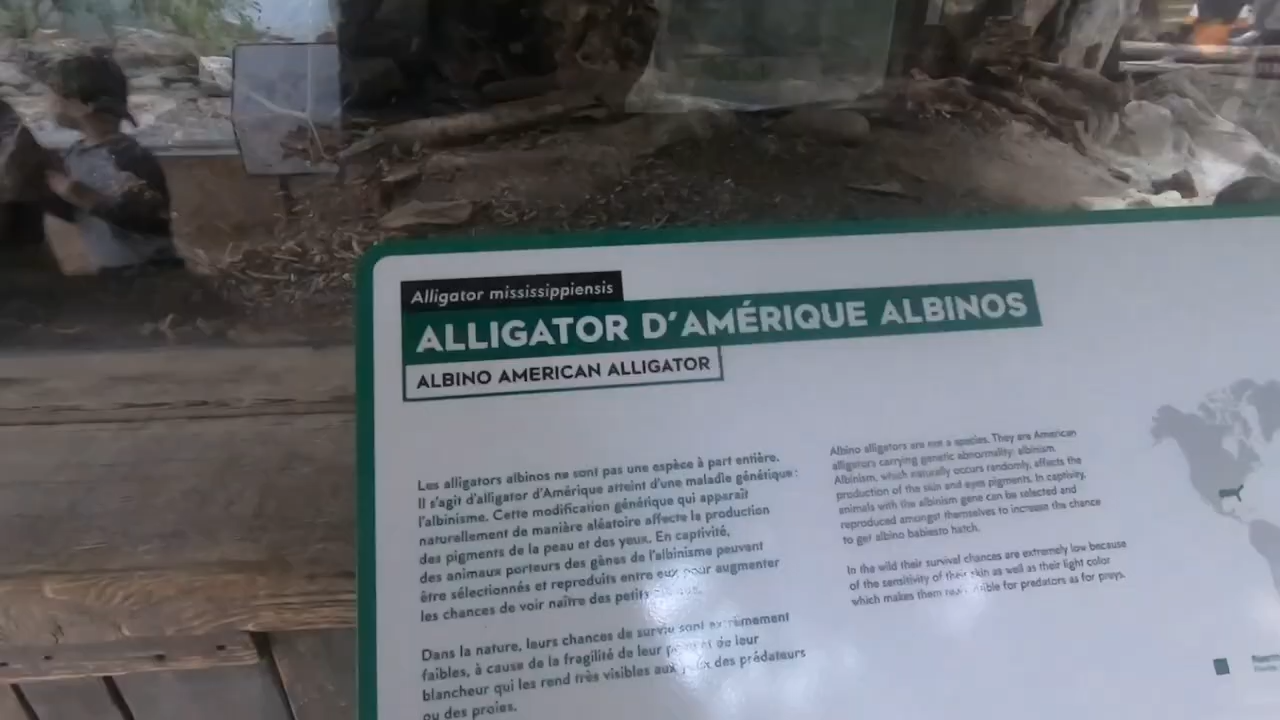 Alligator mississippiensis
ALLIGATOR D'AMÉRIQUE ALBINOS
ALBINO AMERICAN ALLIGATOR
Les alligators albinos ne sont pas une espèce à part entière.
Il s'agit d'alligator d'Amérique atteint d'une maladie génétique :
l'albinisme. Cette modification génétique qui apparaît
naturellement de manière aléatoire affecte la production
des pigments de la peau et des yeux. En captivité,
des animaux porteurs des gènes de l'albinisme peuvent
être sélectionnés et reproduits entre eux pour augmenter
les chances de voir naître des petits
Dans la nature, leurs chances de survie sont extrêmement
faibles, à cause de la fragilité de leur et de leur
blancheur qui les rend très visibles aux des prédateurs
ou des proies.
Albino alligators are not a species. They are American
alligators carrying genetic abnormality: albinism.
Albinism, which naturally occurs randomly, affects the
production of the skin and eyes pigments. In captivity,
animals with the albinism gene can be selected and
reproduced amongst themselves to increase the chance
to get albino babiesto hatch.
In the wild their survival chances are extremely low because
of the sensitivity of their skin as well as their light color
which makes them for predators as for preys.